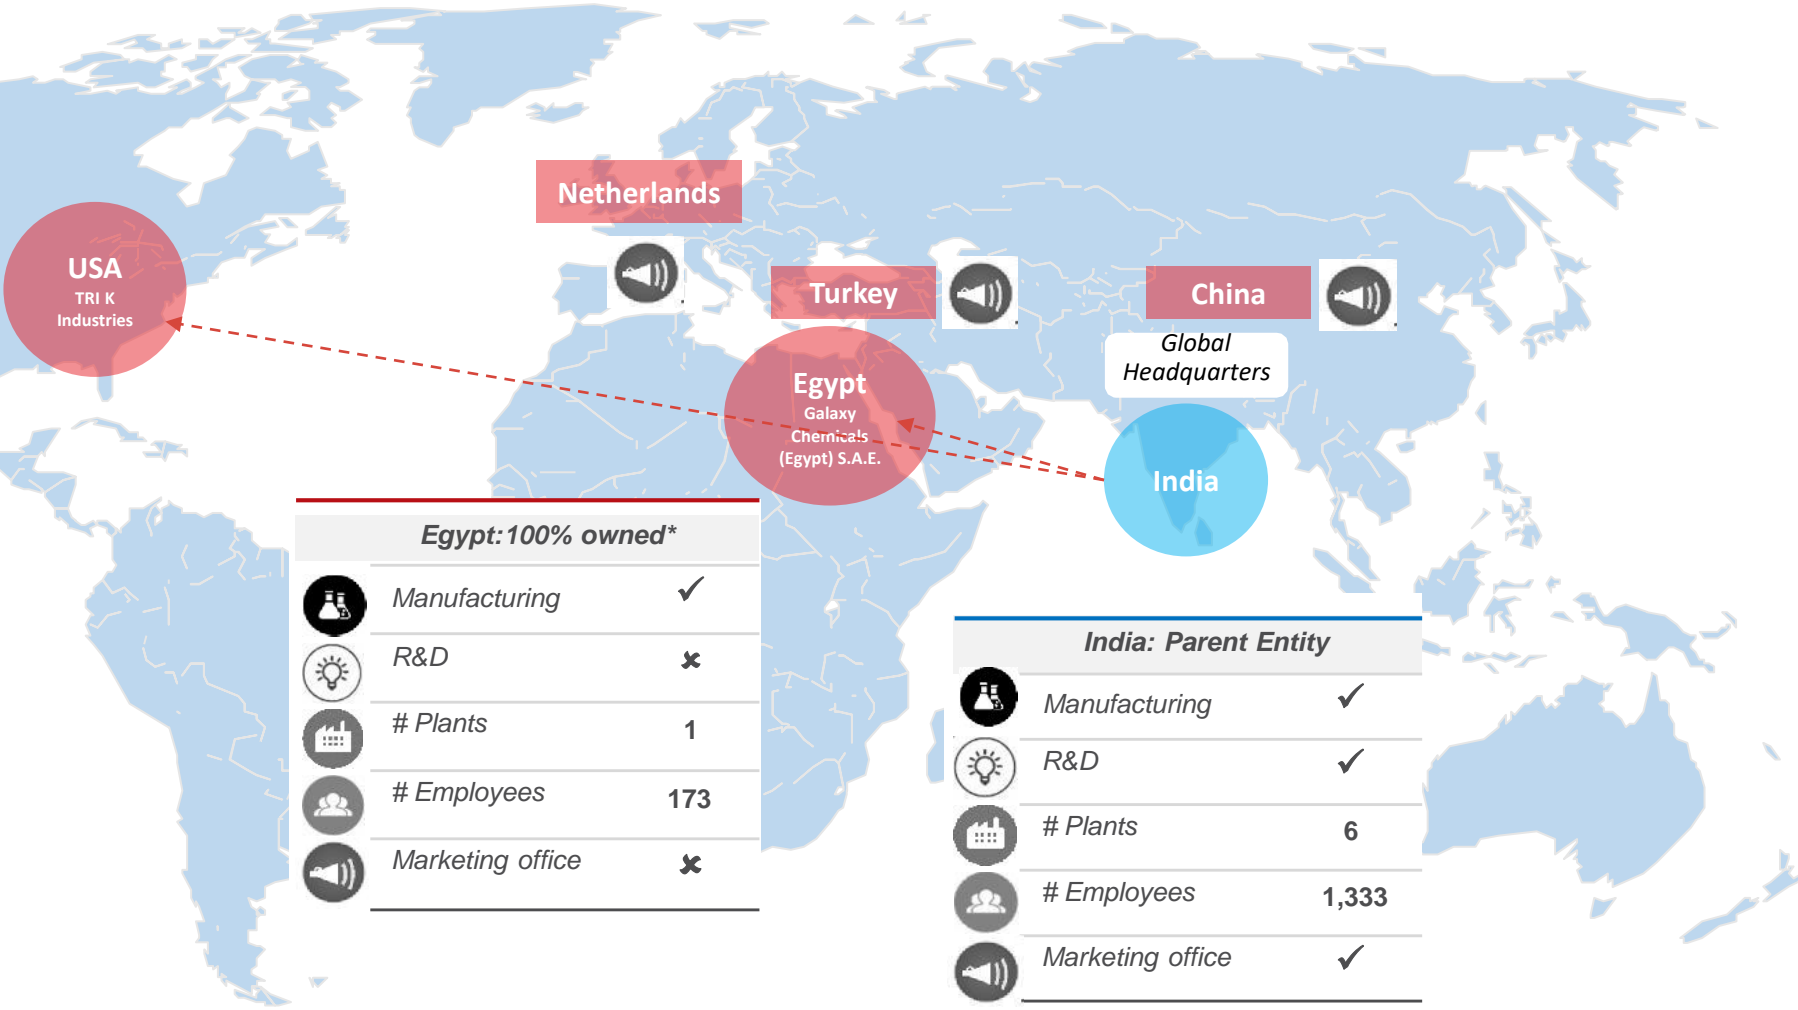 Netherlands
USA
TRI K
Industries
Turkey
China
Global
Headquarters
Egypt
Galaxy
Chemicals
(Egypt) S.A.E.
India
Egypt:100% owned*
Manufacturing ✓
R&D ✘
# Plants 1
# Employees 173
Marketing office ✘
India: Parent Entity
Manufacturing ✓
R&D ✓
# Plants 6
# Employees 1,333
Marketing office ✓